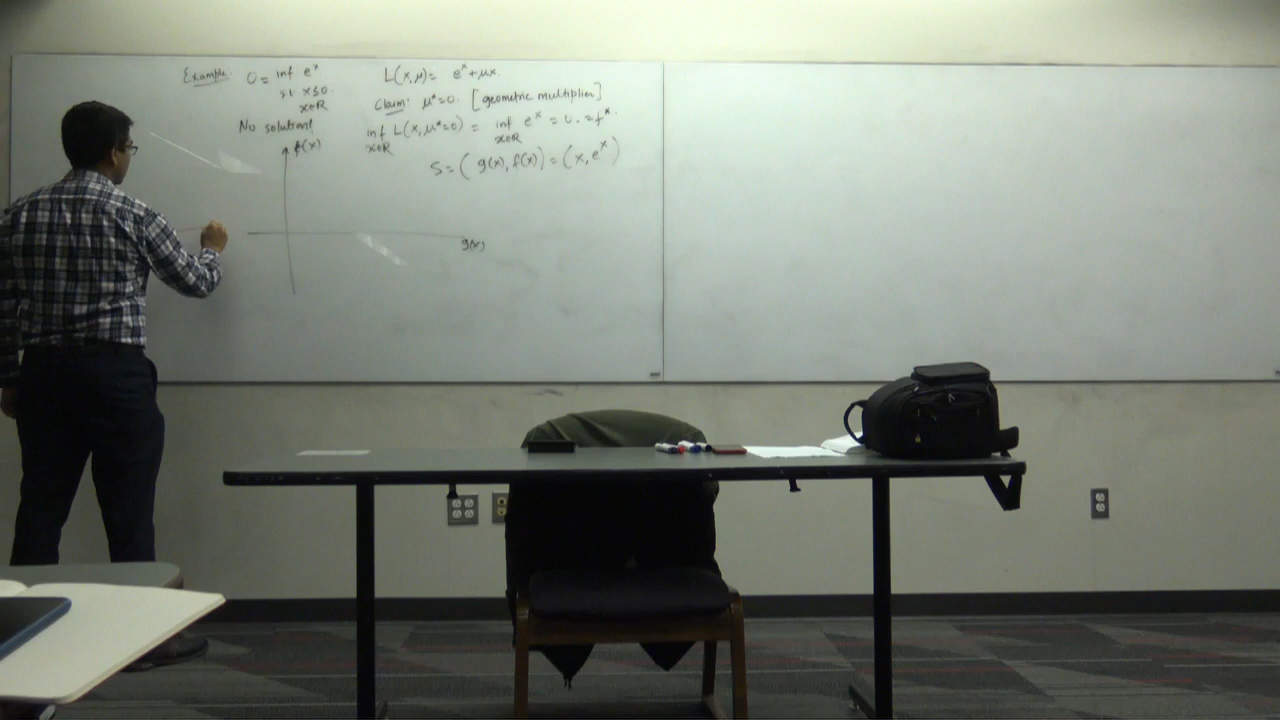 Example: 0 = inf e^x
s.t. x≤0.
x∈R
No solution!
L(x,μ) = e^x + μx.
Claim: μ*=0. [geometric multiplier]
inf L(x, μ*=0) = inf e^x = 0. = f*.
x∈R x∈R
S = ( g(x), f(x) ) = (x, e^x)
f(x)
g(x)